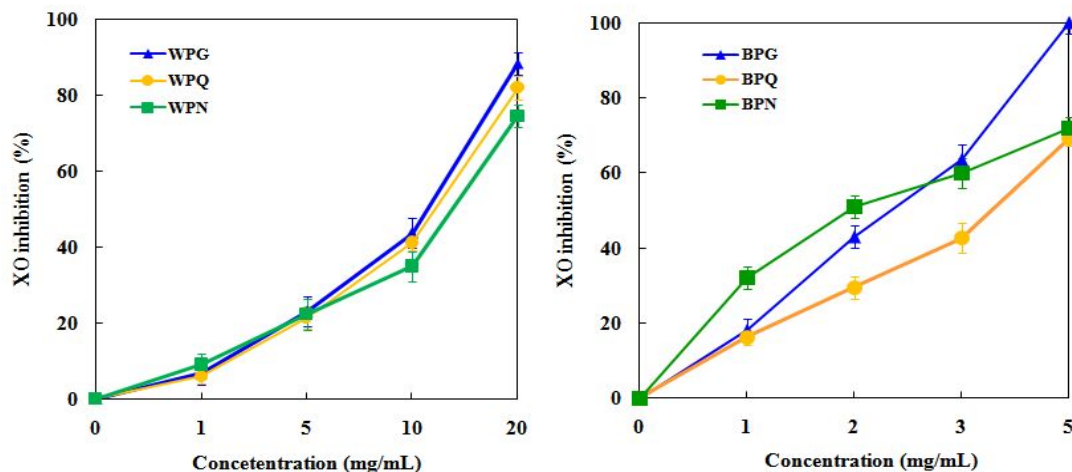 XO inhibition (%)
100
80
60
40
20
0
WPG
WPQ
WPN
0 1 5 10 20
Concetentration (mg/mL)
XO inhibition (%)
100
80
60
40
20
0
BPG
BPQ
BPN
0 1 2 3 5
Concentration (mg/mL)